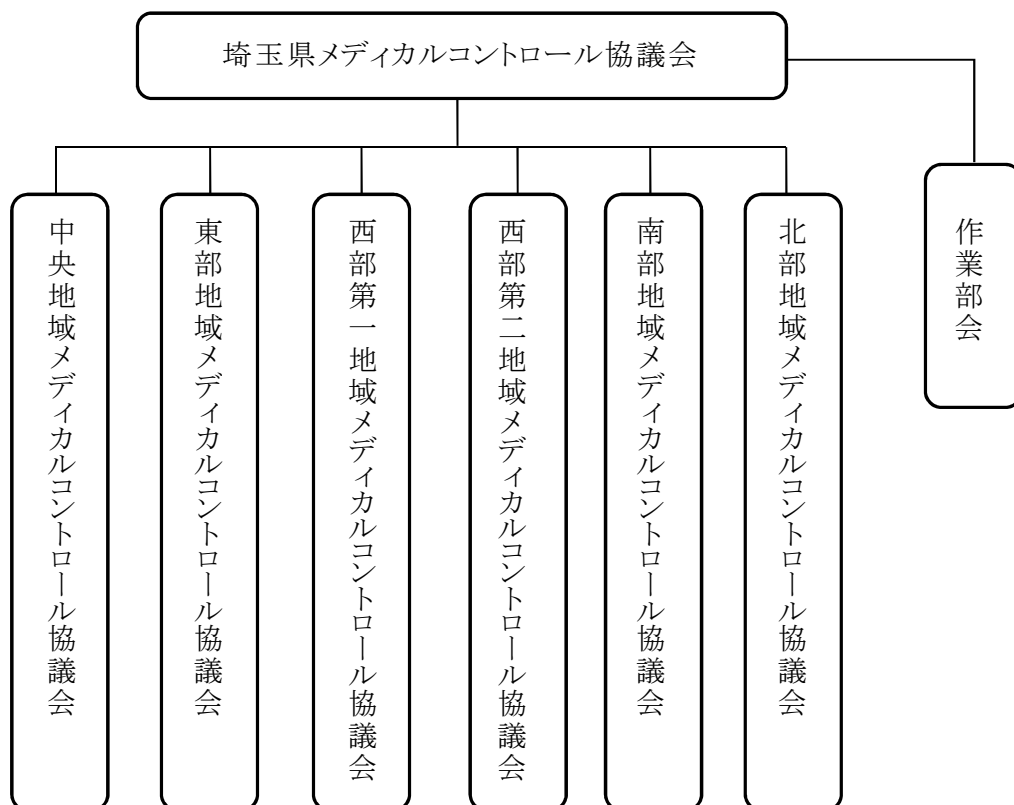 埼玉県メディカルコントロール協議会
中央地域メディカルコントロール協議会
東部地域メディカルコントロール協議会
西部第一地域メディカルコントロール協議会
西部第二地域メディカルコントロール協議会
南部地域メディカルコントロール協議会
北部地域メディカルコントロール協議会
作業部会